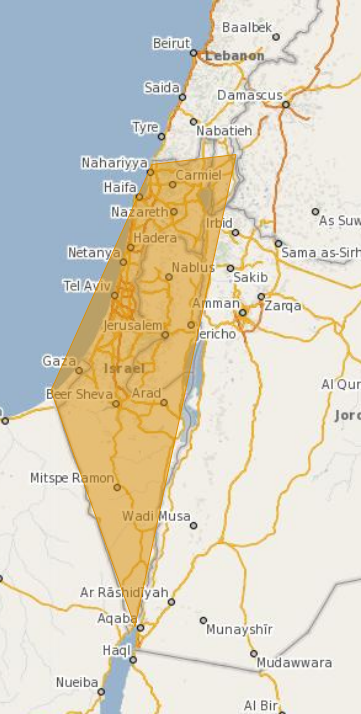 Baalbek
Beirut
Lebanon
Saida
Damascus
Tyre
Nabatieh
Nahariyya
Carmiel
Haifa
Nazareth
As Suw
Irbid
Hadera
Netanya
Sama as-Sirh
Nablus
Sakib
Tel Aviv
Amman
Zarqa
Jerusalem
Jericho
Gaza
Israel
Al Qur
Beer Sheva
Arad
Jord
Mitspe Ramon
Wadi Musa
Ar Rāshidīyah
Aqaba
Munayshīr
Haql
Mudawwara
Nueiba
Al Bir